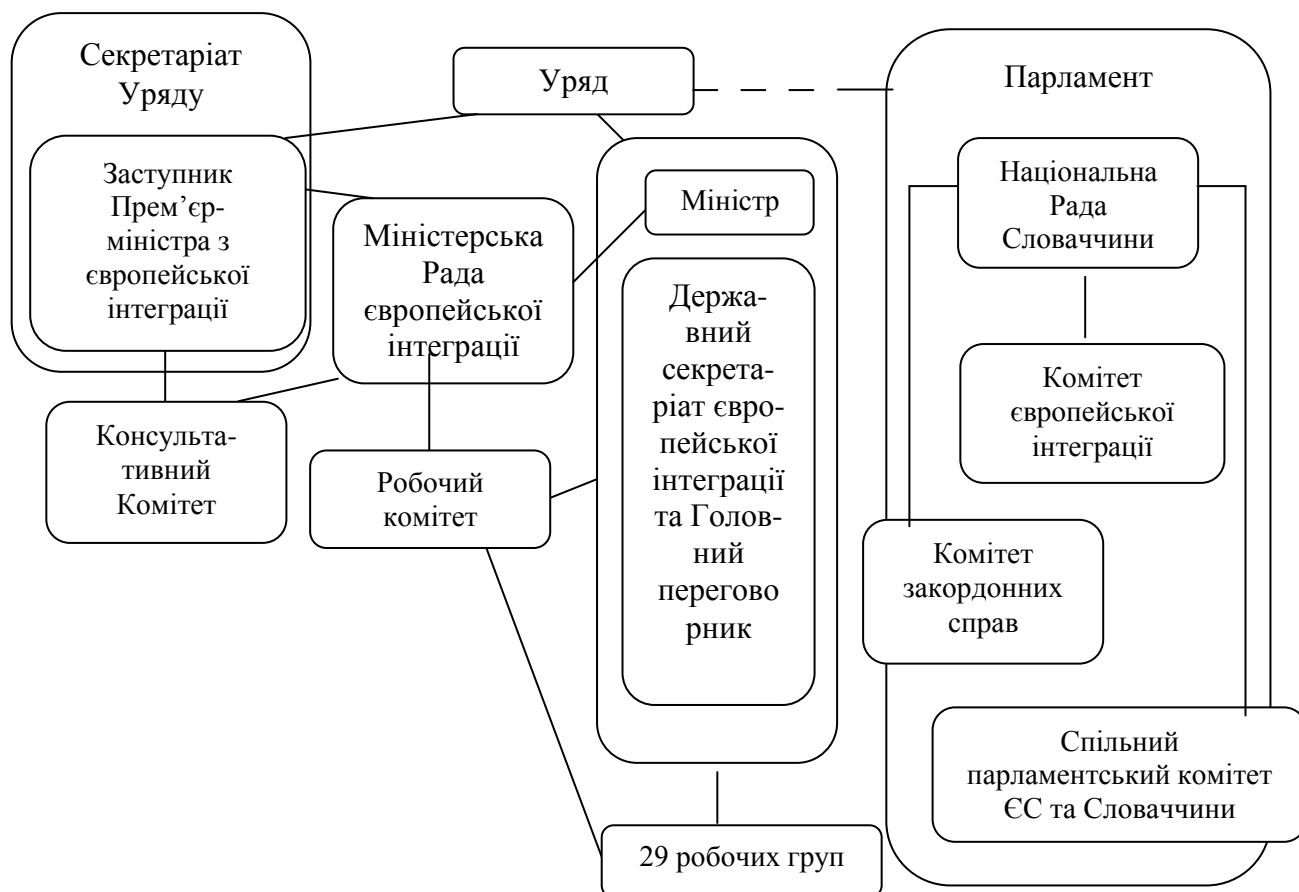 Секретаріат
Уряду
Заступник
Прем’єр-
міністра з
європейської
інтеграції
Консульта-
тивний
Комітет
Уряд
Міністерська
Рада
європейської
інтеграції
Робочий
комітет
Міністр
Держа-
вний
секрета-
ріат євро-
пейської
інтеграції
та Голов-
ний
перегово
рник
29 робочих груп
Парламент
Національна
Рада
Словаччини
Комітет
європейської
інтеграції
Комітет
закордонних
справ
Спільний
парламентський комітет
ЄС та Словаччини